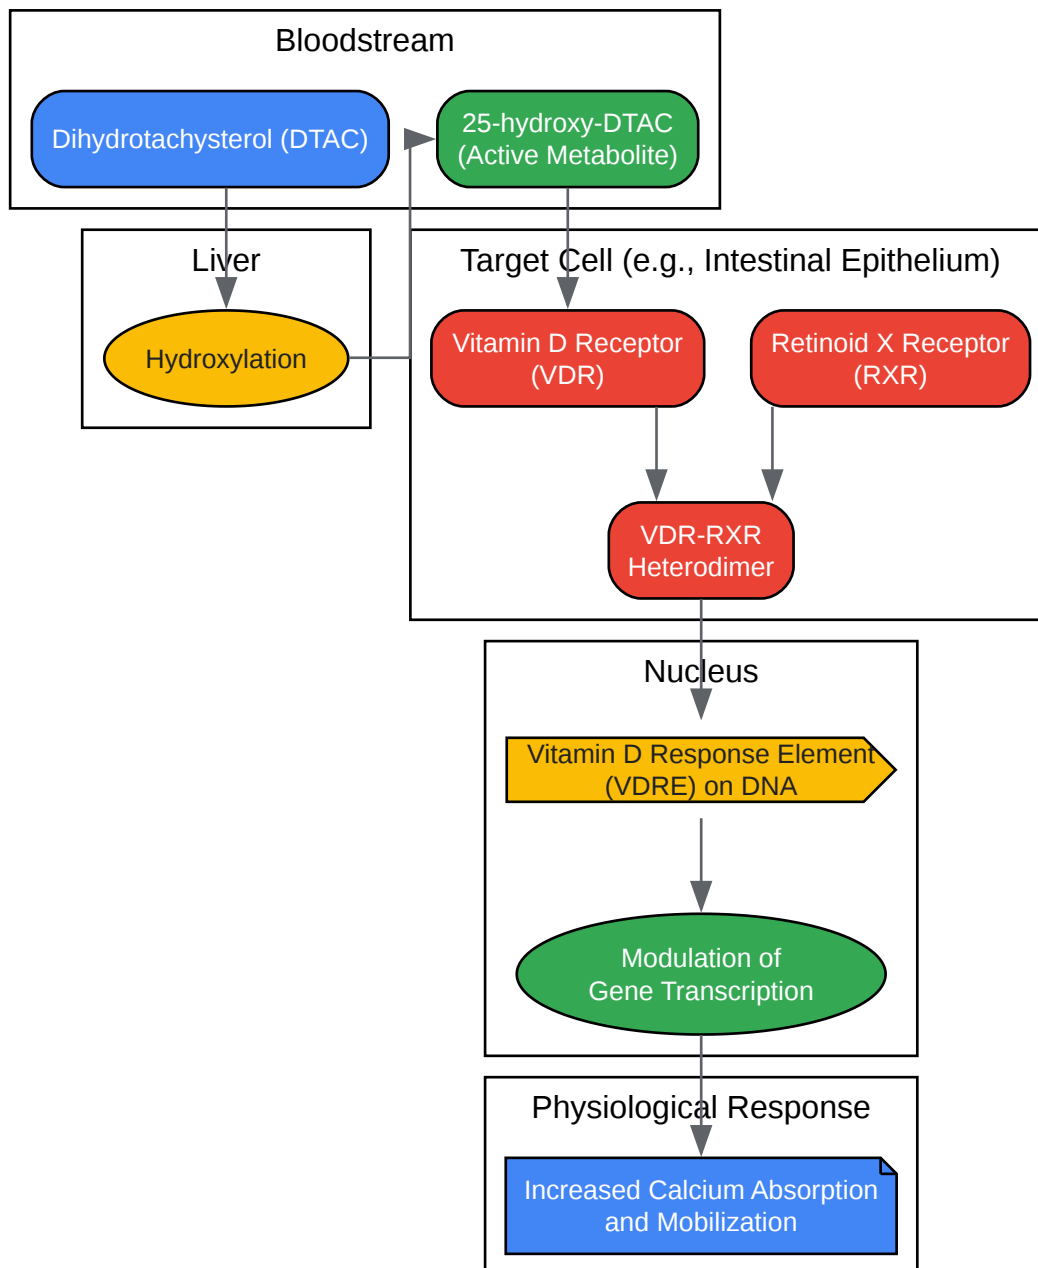 Bloodstream
Dihydrotachysterol (DTAC)
25-hydroxy-DTAC
(Active Metabolite)
Liver
Hydroxylation
Target Cell (e.g., Intestinal Epithelium)
Vitamin D Receptor
(VDR)
Retinoid X Receptor
(RXR)
VDR-RXR
Heterodimer
Nucleus
Vitamin D Response Element
(VDRE) on DNA
Modulation of
Gene Transcription
Physiological Response
Increased Calcium Absorption
and Mobilization